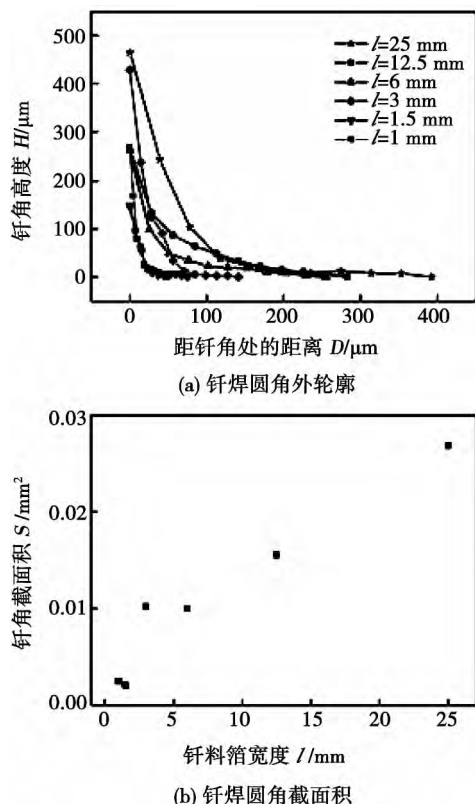 500
400
300
200
100
0
钎角高度 H/μm
l=25 mm
l=12.5 mm
l=6 mm
l=3 mm
l=1.5 mm
l=1 mm
0 100 200 300 400
距钎角处的距离 D/μm
(a) 钎焊圆角外轮廓
0.03
0.02
0.01
0.00
钎角截面积 S/mm²
0 5 10 15 20 25
钎料箔宽度 l/mm
(b) 钎焊圆角截面积